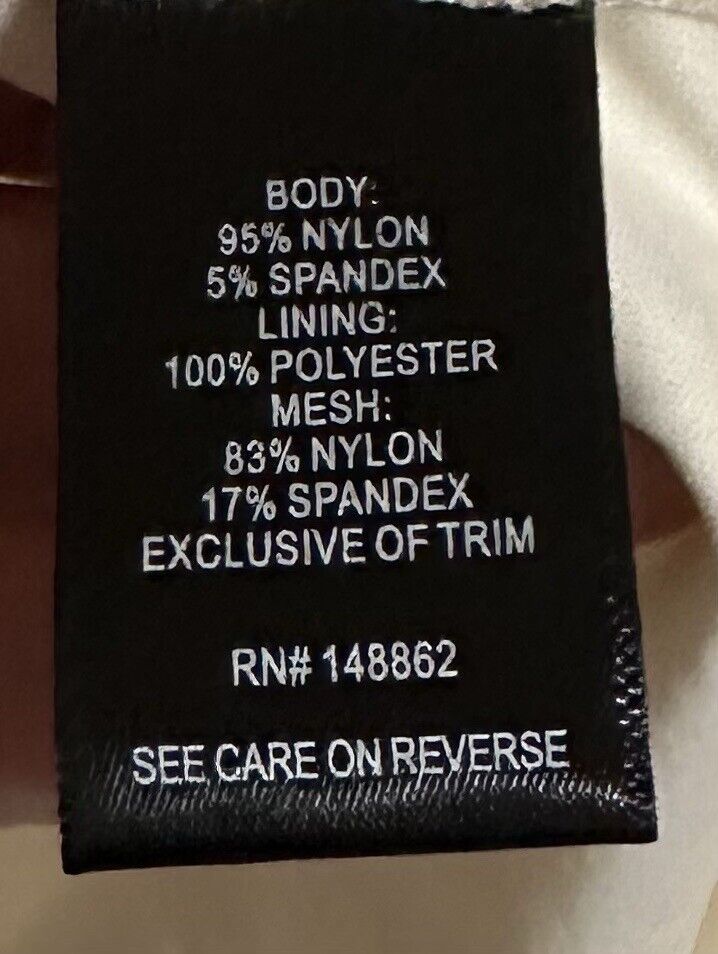 BODY:
95% NYLON
5% SPANDEX
LINING:
100% POLYESTER
MESH:
83% NYLON
17% SPANDEX
EXCLUSIVE OF TRIM
RN# 148862
SEE CARE ON REVERSE